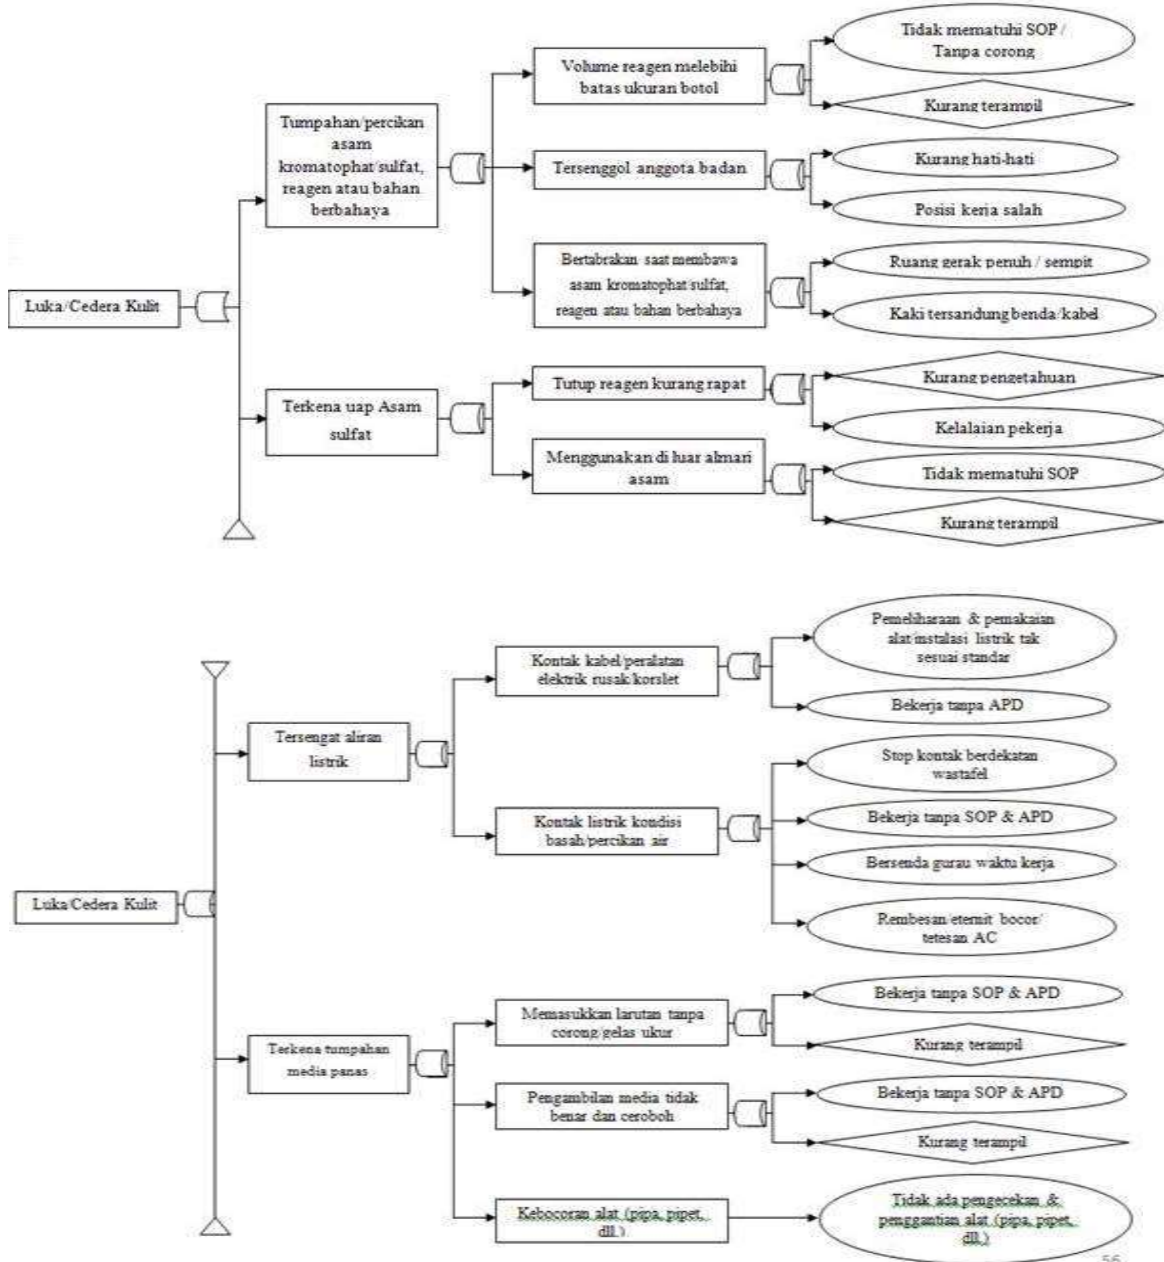 Tidak mematuhi SOP /
Tanpa corong
Volume reagen melebihi
batas ukuran botol
Kurang terampil
Tumpahan/percikan
asam
kromatophat/sulfat,
reagen atau bahan
berbahaya
Kurang hati-hati
Tersenggol anggota badan
Posisi kerja salah
Bertabrakan saat membawa
asam kromatophat/sulfat,
reagen atau bahan berbahaya
Ruang gerak penuh / sempit
Kaki tersandung benda/kabel
Luka/Cedera Kulit
Terkena uap Asam
sulfat
Tutup reagen kurang rapat
Kurang pengetahuan
Kelalaian pekerja
Menggunakan di luar almari
asam
Tidak mematuhi SOP
Kurang terampil
Pemeliharaan & pemakaian
alat/instalasi listrik tak
sesuai standar
Kontak kabel/peralatan
elektrik rusak/korslet
Bekerja tanpa APD
Tersengat aliran
listrik
Stop kontak berdekatan
wastafel
Kontak listrik kondisi
basah/percikan air
Bekerja tanpa SOP & APD
Bersenda gurau waktu kerja
Rembesan/eternit bocor/
tetesan AC
Luka/Cedera Kulit
Memasukkan larutan tanpa
corong/gelas ukur
Bekerja tanpa SOP & APD
Kurang terampil
Terkena tumpahan
media panas
Pengambilan media tidak
benar dan ceroboh
Bekerja tanpa SOP & APD
Kurang terampil
Kebocoran alat (pipa, pipet,
dll.)
Tidak ada pengecekan &
penggantian alat (pipa, pipet,
dll.)
56